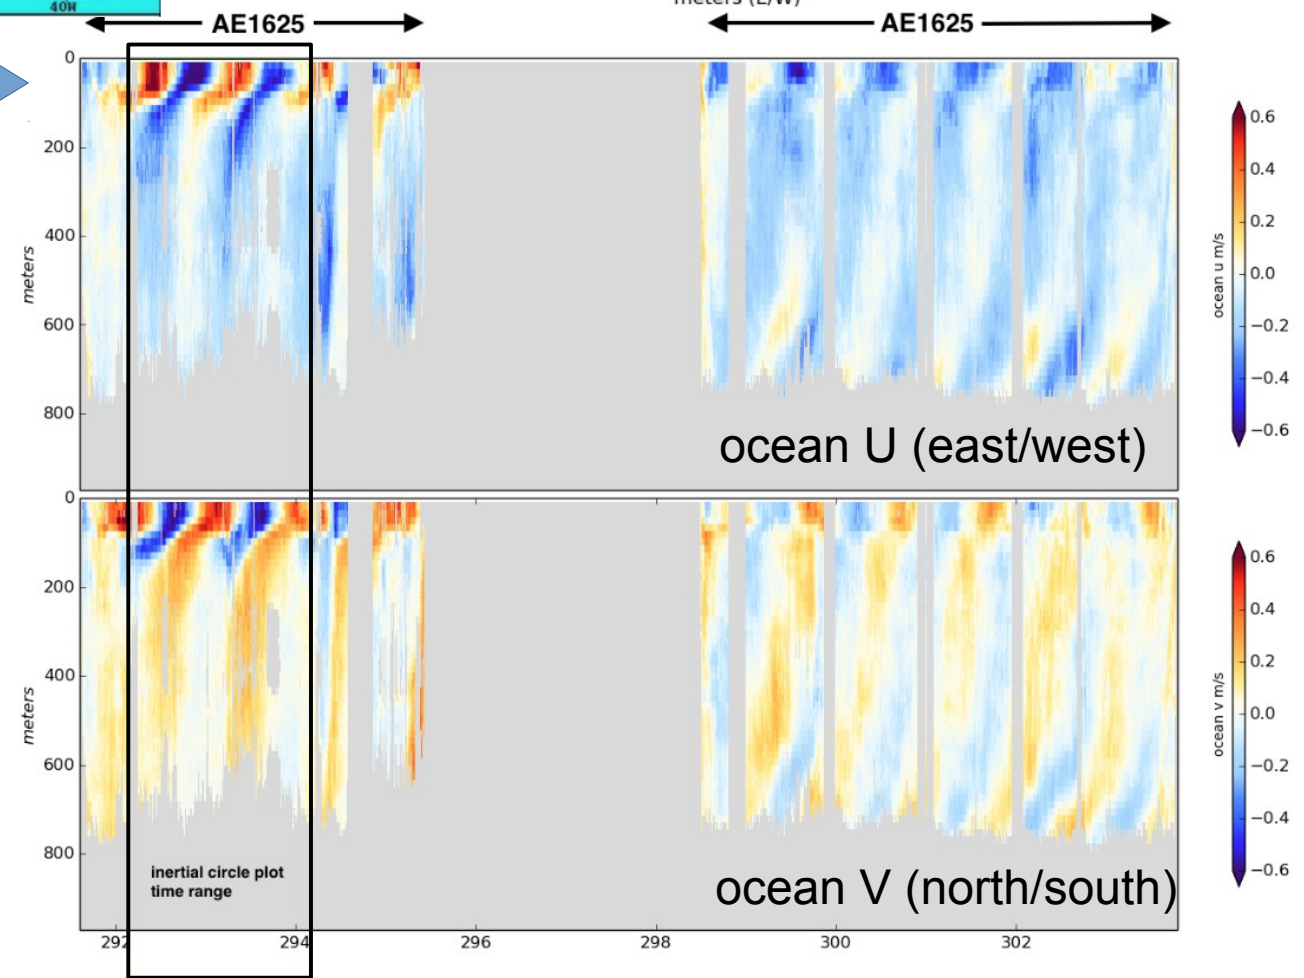 40N
meters (E/W)
AE1625
AE1625
0
200
400
600
800
meters
ocean U (east/west)
0.6
0.4
0.2
0.0
−0.2
−0.4
−0.6
ocean u m/s
0
200
400
600
800
meters
inertial circle plot
time range
ocean V (north/south)
0.6
0.4
0.2
0.0
−0.2
−0.4
−0.6
ocean v m/s
292
294
296
298
300
302